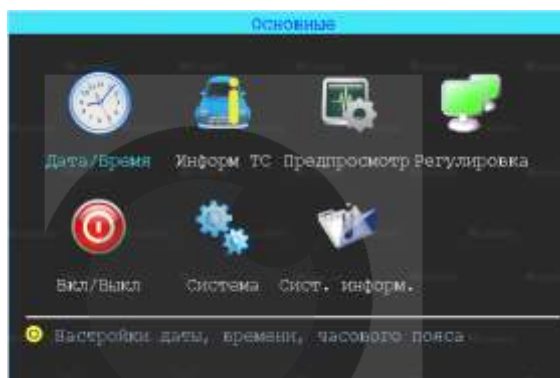 Основные
Дата/Время Информ ТС Предпросмотр Регулировка
Вкл/Выкл Система Сист. информ.
Настройки даты, времени, часового пояса